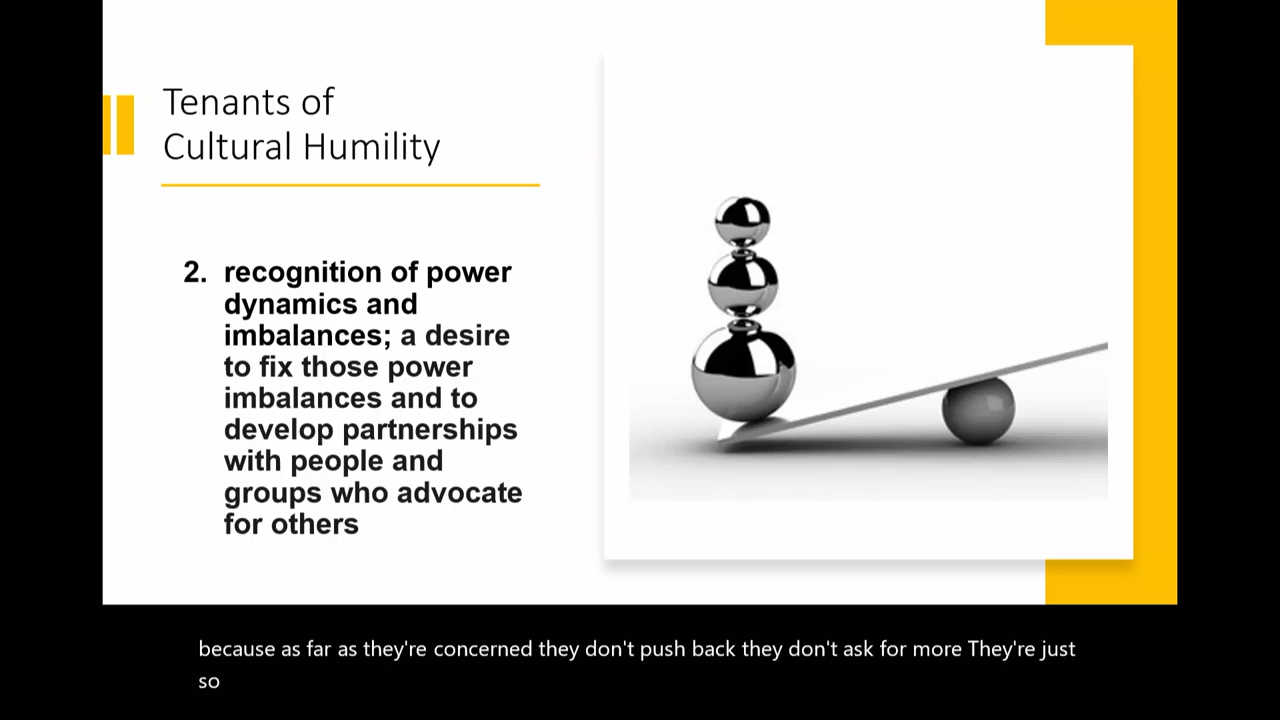 Tenants of
Cultural Humility
2. recognition of power
dynamics and
imbalances; a desire
to fix those power
imbalances and to
develop partnerships
with people and
groups who advocate
for others
because as far as they're concerned they don't push back they don't ask for more They're just
so